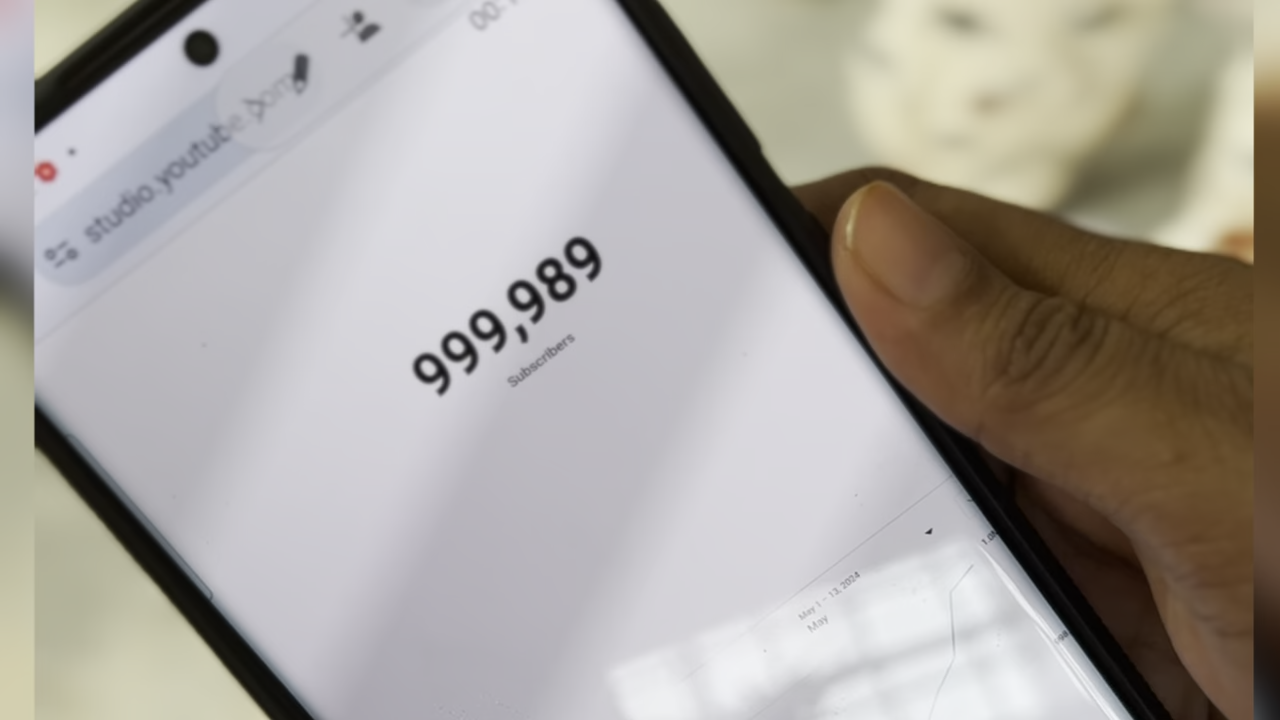 studio.youtube.com
999,989
Subscribers
May 1 – 13, 2024
May